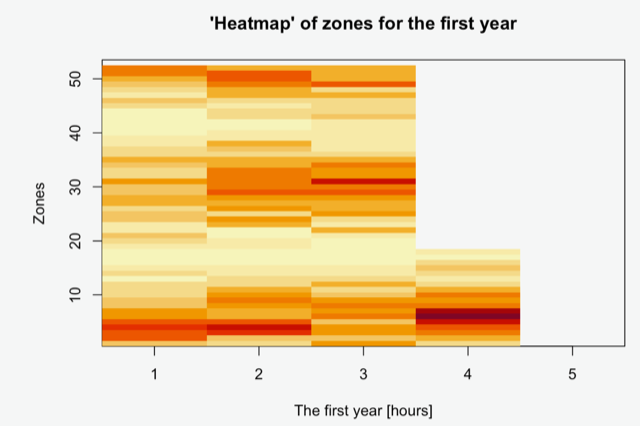 'Heatmap' of zones for the first year
50
40
30
20
10
Zones
1 2 3 4 5
The first year [hours]